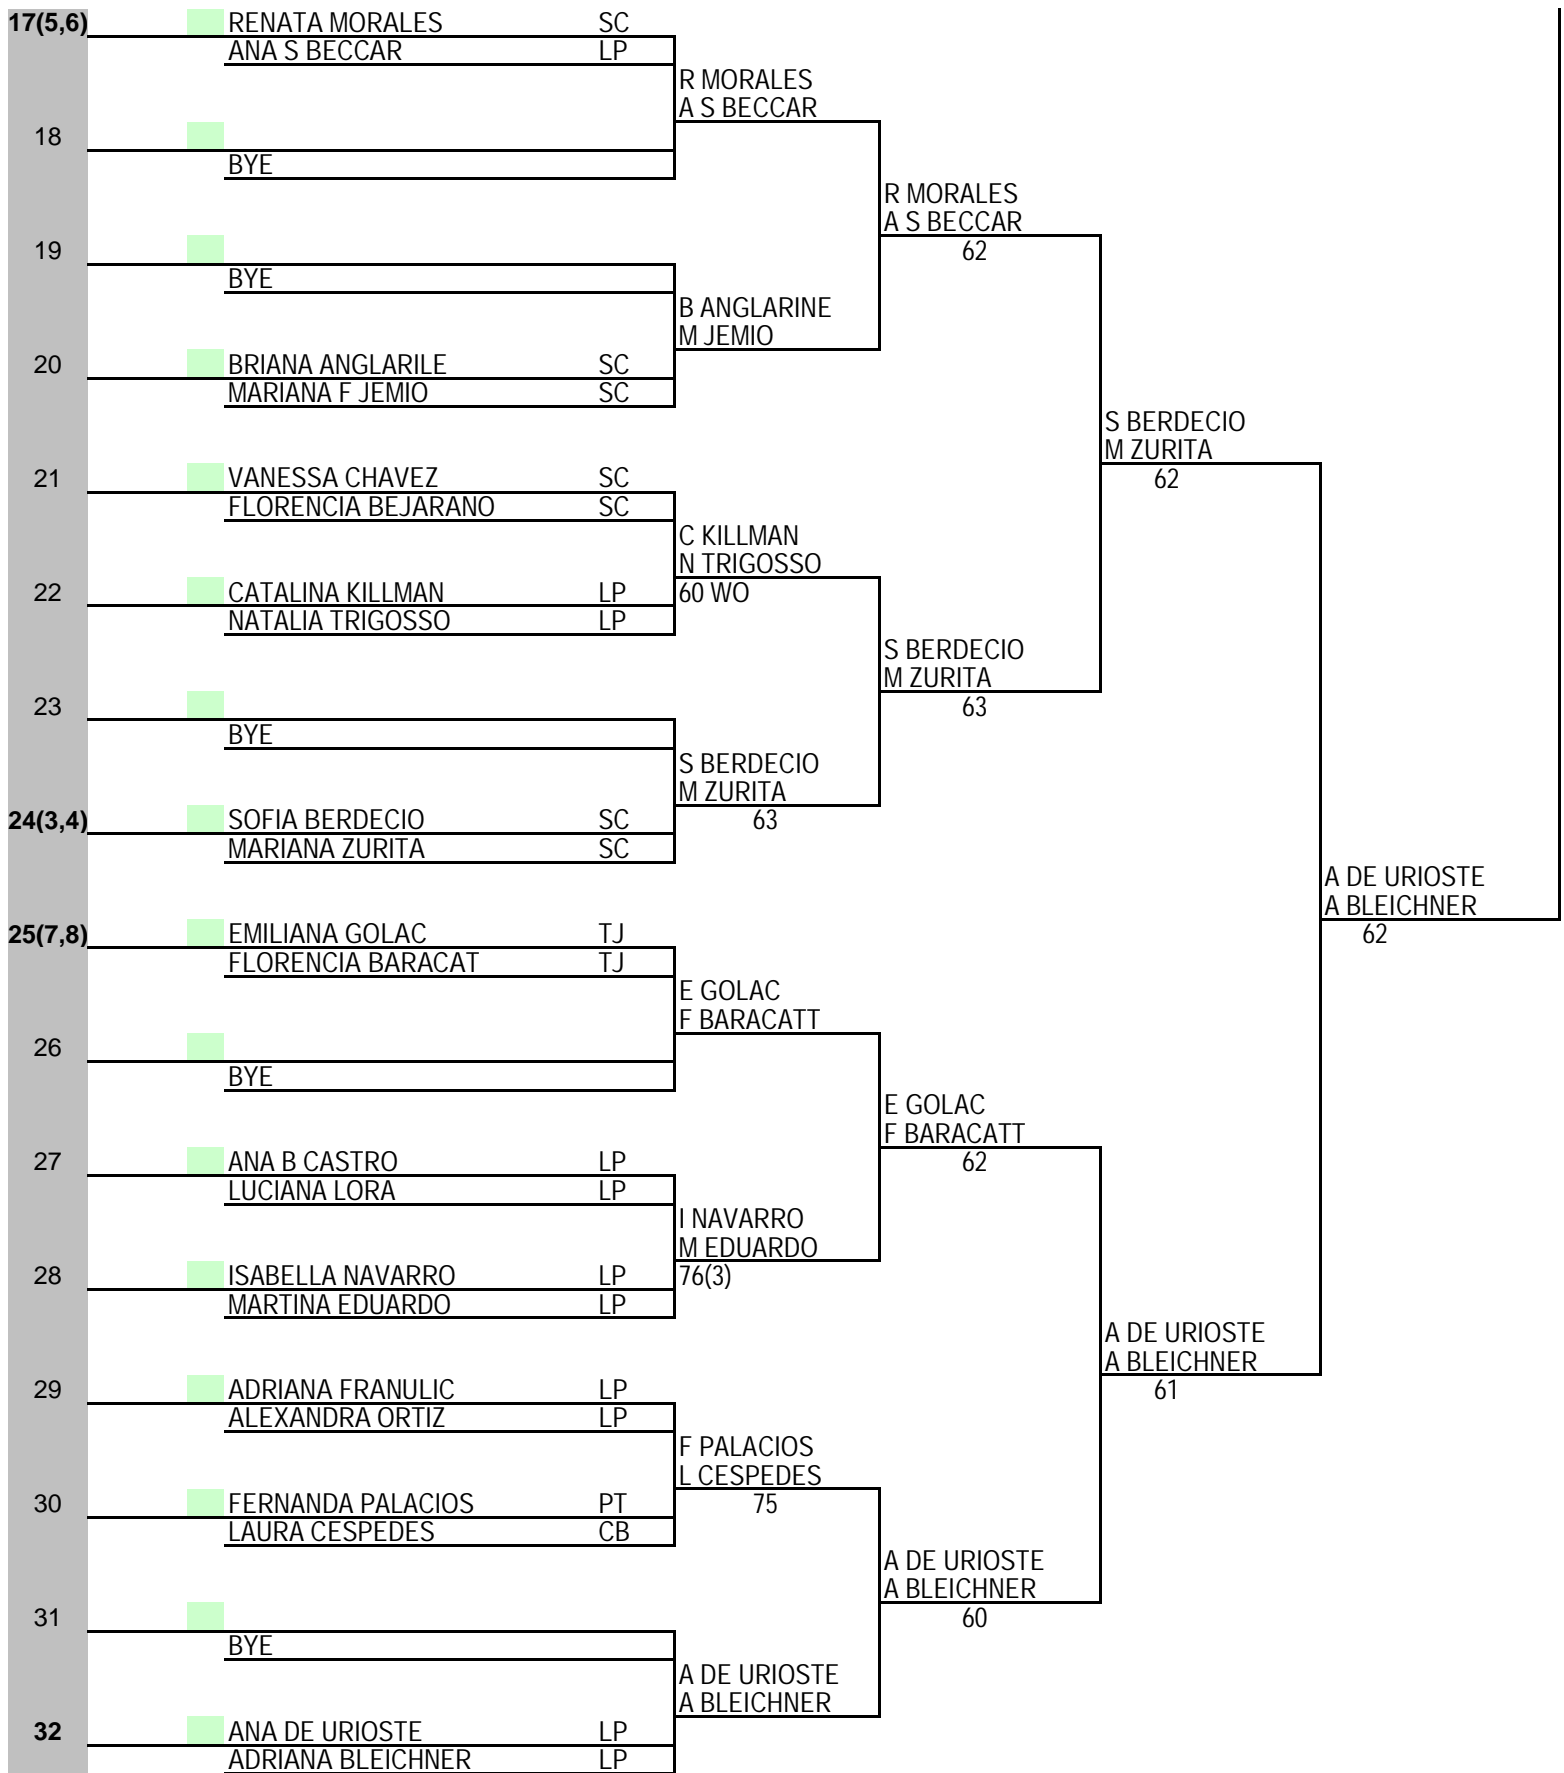 17(5,6) RENATA MORALES SC
ANA S BECCAR LP
R MORALES
A S BECCAR
18
BYE
R MORALES
A S BECCAR
62
19
BYE
B ANGLARINE
M JEMIO
20 BRIANA ANGLARILE SC
MARIANA F JEMIO SC
S BERDECIO
M ZURITA
62
21 VANESSA CHAVEZ SC
FLORENCIA BEJARANO SC
C KILLMAN
N TRIGOSSO
60 WO
22 CATALINA KILLMAN LP
NATALIA TRIGOSSO LP
S BERDECIO
M ZURITA
63
23
BYE
S BERDECIO
M ZURITA
63
24(3,4) SOFIA BERDECIO SC
MARIANA ZURITA SC
A DE URIOSTE
A BLEICHNER
62
25(7,8) EMILIANA GOLAC TJ
FLORENCIA BARACAT TJ
E GOLAC
F BARACATT
26
BYE
E GOLAC
F BARACATT
62
27 ANA B CASTRO LP
LUCIANA LORA LP
I NAVARRO
M EDUARDO
76(3)
28 ISABELLA NAVARRO LP
MARTINA EDUARDO LP
A DE URIOSTE
A BLEICHNER
61
29 ADRIANA FRANULIC LP
ALEXANDRA ORTIZ LP
F PALACIOS
L CESPEDES
75
30 FERNANDA PALACIOS PT
LAURA CESPEDES CB
A DE URIOSTE
A BLEICHNER
60
31
BYE
A DE URIOSTE
A BLEICHNER
32 ANA DE URIOSTE LP
ADRIANA BLEICHNER LP